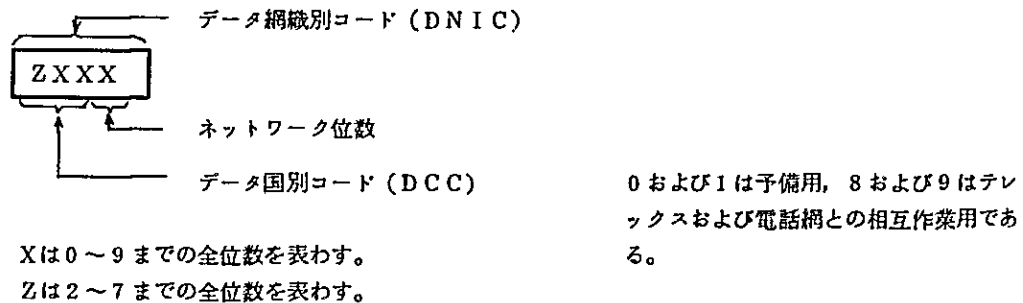 データ網織別コード (DNIC)
ZXXX
ネットワーク位数
データ国別コード (DCC)
0および1は予備用, 8および9はテレ
ックスおよび電話網との相互作業用であ
る。
Xは0~9までの全位数を表わす。
Zは2~7までの全位数を表わす。